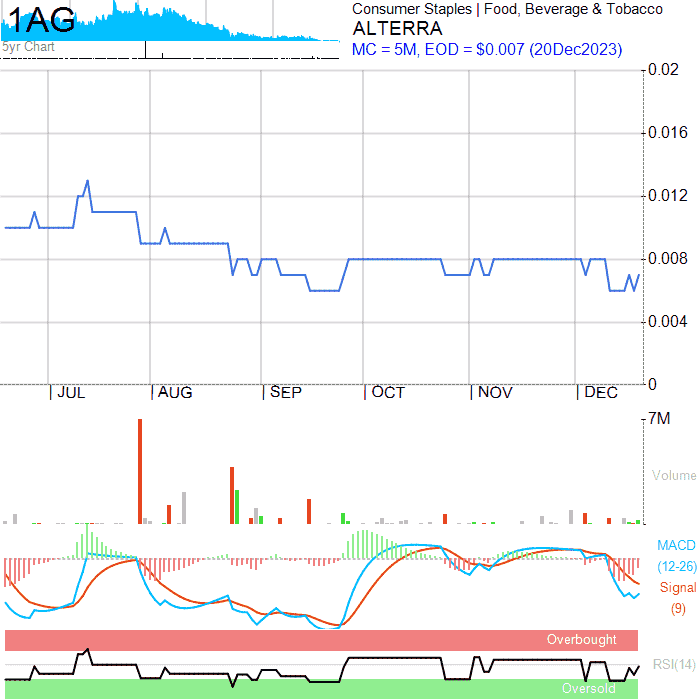 1AG
5yr Chart
Consumer Staples | Food, Beverage & Tobacco
ALTERRA
MC = 5M, EOD = $0.007 (20Dec2023)
0.02
0.016
0.012
0.008
0.004
0
JUL AUG SEP OCT NOV DEC
7M
Volume
MACD
(12-26)
Signal
(9)
Overbought
RSI(14)
Oversold